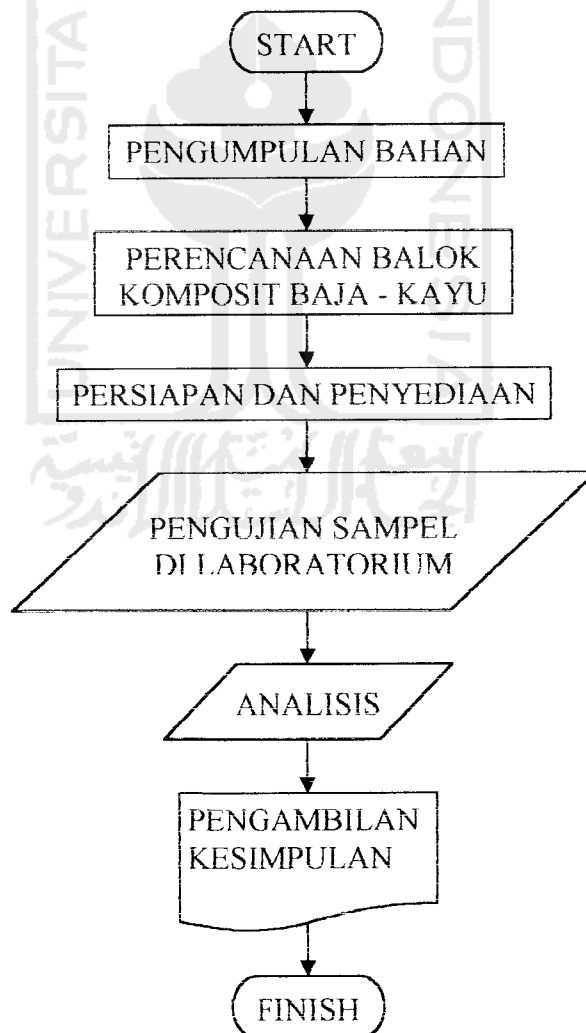 START
PENGUMPULAN BAHAN
PERENCANAAN BALOK
KOMPOSIT BAJA - KAYU
PERSIAPAN DAN PENYEDIAAN
PENGUJIAN SAMPEL
DI LABORATORIUM
ANALISIS
PENGAMBILAN
KESIMPULAN
FINISH